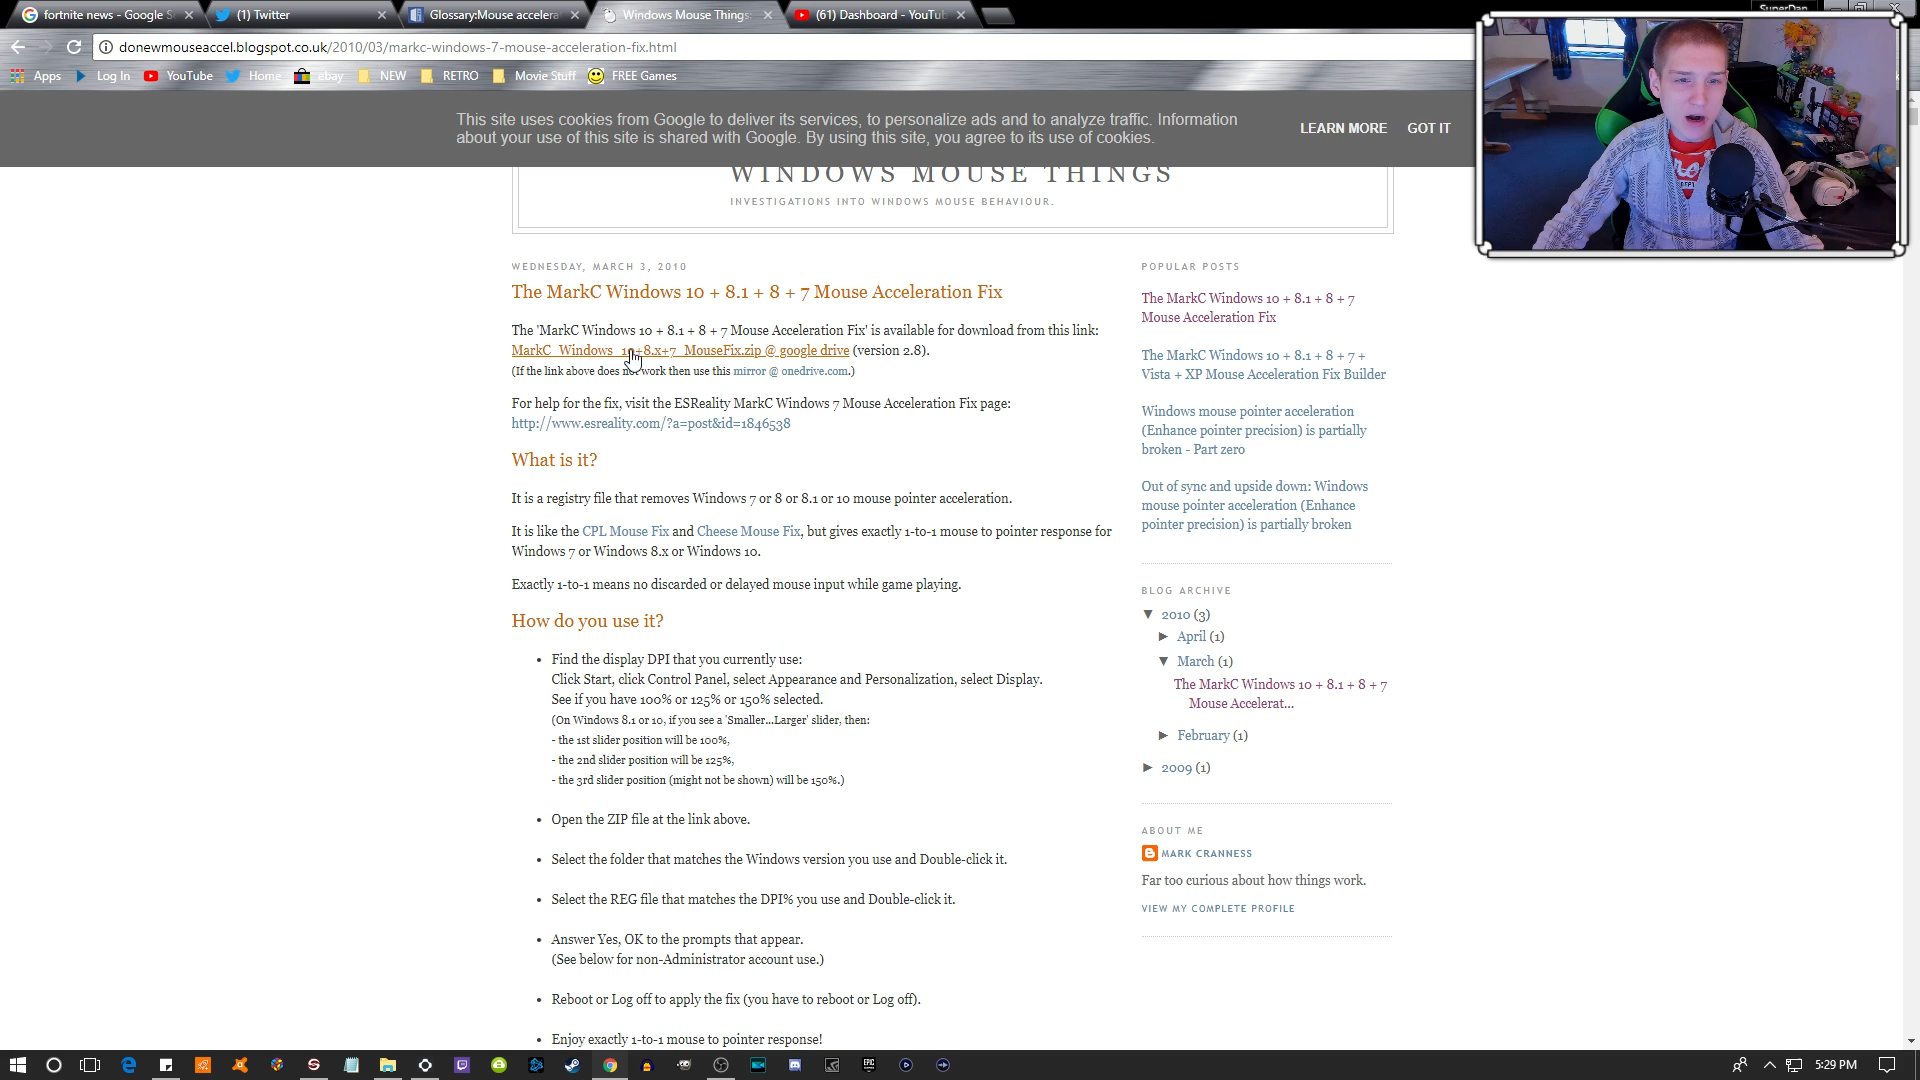 fortnite news - Google S
(1) Twitter
Glossary:Mouse accelera
Windows Mouse Things:
(61) Dashboard - YouTub
donewmouseaccel.blogspot.co.uk/2010/03/markc-windows-7-mouse-acceleration-fix.html
Apps
Log In
YouTube
Home
ebay
NEW
RETRO
Movie Stuff
FREE Games
This site uses cookies from Google to deliver its services, to personalize ads and to analyze traffic. Information
about your use of this site is shared with Google. By using this site, you agree to its use of cookies.
LEARN MORE
GOT IT
WINDOWS MOUSE THINGS
INVESTIGATIONS INTO WINDOWS MOUSE BEHAVIOUR.
WEDNESDAY, MARCH 3, 2010
The MarkC Windows 10 + 8.1 + 8 + 7 Mouse Acceleration Fix
The 'MarkC Windows 10 + 8.1 + 8 + 7 Mouse Acceleration Fix' is available for download from this link:
MarkC_Windows_10+8.x+7_MouseFix.zip @ google drive (version 2.8).
(If the link above does not work then use this mirror @ onedrive.com.)
For help for the fix, visit the ESReality MarkC Windows 7 Mouse Acceleration Fix page:
http://www.esreality.com/?a=post&id=1846538
What is it?
It is a registry file that removes Windows 7 or 8 or 8.1 or 10 mouse pointer acceleration.
It is like the CPL Mouse Fix and Cheese Mouse Fix, but gives exactly 1-to-1 mouse to pointer response for
Windows 7 or Windows 8.x or Windows 10.
Exactly 1-to-1 means no discarded or delayed mouse input while game playing.
How do you use it?
• Find the display DPI that you currently use:
Click Start, click Control Panel, select Appearance and Personalization, select Display.
See if you have 100% or 125% or 150% selected.
(On Windows 8.1 or 10, if you see a 'Smaller...Larger' slider, then:
- the 1st slider position will be 100%,
- the 2nd slider position will be 125%,
- the 3rd slider position (might not be shown) will be 150%.)
• Open the ZIP file at the link above.
• Select the folder that matches the Windows version you use and Double-click it.
• Select the REG file that matches the DPI% you use and Double-click it.
• Answer Yes, OK to the prompts that appear.
(See below for non-Administrator account use.)
• Reboot or Log off to apply the fix (you have to reboot or Log off).
• Enjoy exactly 1-to-1 mouse to pointer response!
POPULAR POSTS
The MarkC Windows 10 + 8.1 + 8 + 7
Mouse Acceleration Fix
The MarkC Windows 10 + 8.1 + 8 + 7 +
Vista + XP Mouse Acceleration Fix Builder
Windows mouse pointer acceleration
(Enhance pointer precision) is partially
broken - Part zero
Out of sync and upside down: Windows
mouse pointer acceleration (Enhance
pointer precision) is partially broken
BLOG ARCHIVE
▼ 2010 (3)
► April (1)
▼ March (1)
The MarkC Windows 10 + 8.1 + 8 + 7
Mouse Accelerat...
► February (1)
► 2009 (1)
ABOUT ME
MARK CRANNESS
Far too curious about how things work.
VIEW MY COMPLETE PROFILE
5:29 PM